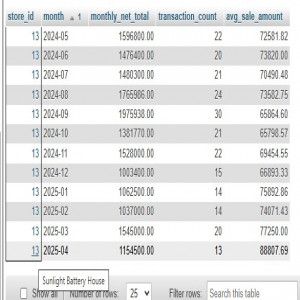 store_id month 1 monthly_net_total transaction_count avg_sale_amount
13 2024-05 1596800.00 22 72581.82
13 2024-06 1476400.00 20 73820.00
13 2024-07 1480300.00 21 70490.48
13 2024-08 1765986.00 24 73582.75
13 2024-09 1975938.00 30 65864.60
13 2024-10 1381770.00 21 65798.57
13 2024-11 1528000.00 22 69454.55
13 2024-12 1003400.00 15 66893.33
13 2025-01 1062500.00 14 75892.86
13 2025-02 1037000.00 14 74071.43
13 2025-03 1545000.00 20 77250.00
13 2025-04 1154500.00 13 88807.69
Sunlight Battery House
Show all Number of rows: 25 Filter rows: Search this table